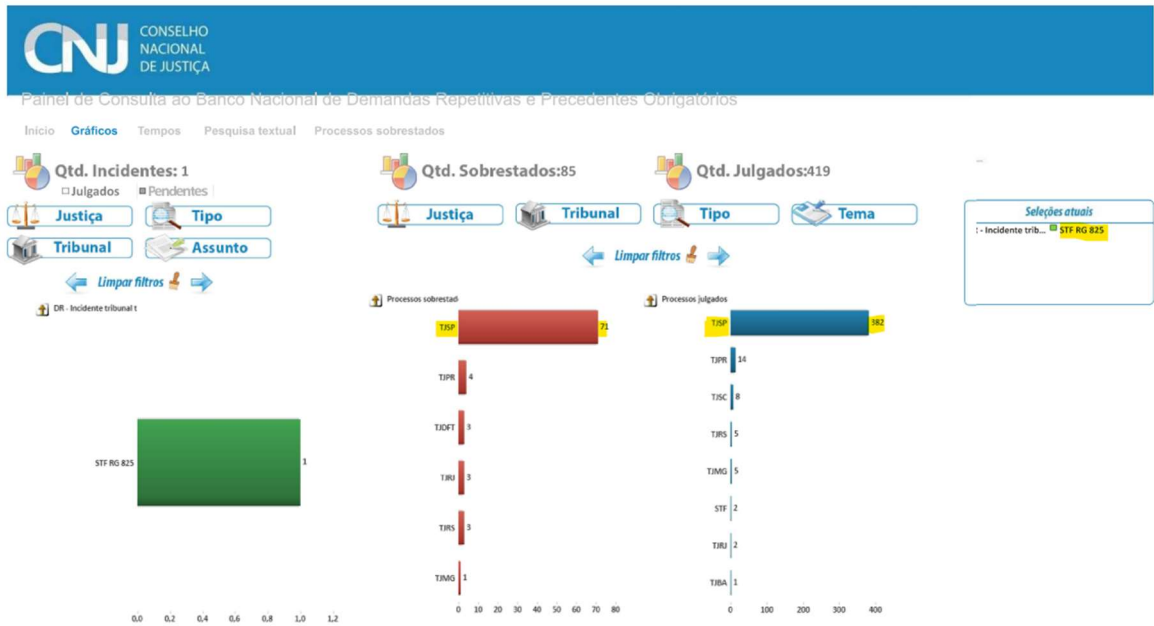 CNJ
CONSELHO
NACIONAL
DE JUSTIÇA
Painel de Consulta ao Banco Nacional de Demandas Repetitivas e Precedentes Obrigatórios
Início Gráficos Tempos Pesquisa textual Processos sobrestados
Qtd. Incidentes: 1
Julgados Pendentes
Justiça Tipo
Tribunal Assunto
Limpar filtros
DR - Incidente tribunal t
STF RG 825
1
0,0 0,2 0,4 0,6 0,8 1,0 1,2
Qtd. Sobrestados:85
Qtd. Julgados:419
Justiça Tribunal Tipo Tema
Limpar filtros
Processos sobrestad
TJSP 71
TJPR 4
TJDFT 3
TJRJ 3
TJRS 3
TJMG 1
0 10 20 30 40 50 60 70 80
Processos julgados
TJSP 382
TJPR 14
TJSC 8
TJRS 5
TJMG 5
STF 2
TJRJ 2
TJBA 1
0 100 200 300 400
Seleções atuais
: - Incidente trib... STF RG 825